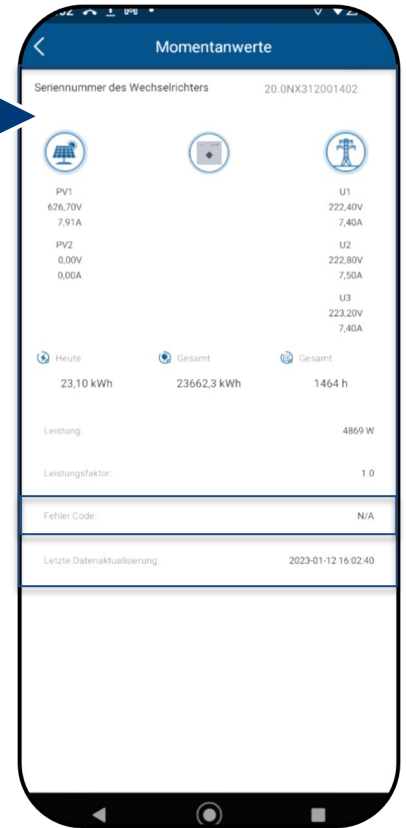 Momentanwerte
Seriennummer des Wechselrichters 20.0NX312001402
PV1 U1
626,70V 222,40V
7,91A 7,40A
PV2 U2
0,00V 222,80V
0,00A 7,50A
U3
223,20V
7,40A
Heute Gesamt Gesamt
23,10 kWh 23662,3 kWh 1464 h
Leistung: 4869 W
Leistungsfaktor: 1.0
Fehler Code: N/A
Letzte Datenaktualisierung: 2023-01-12 16:02:40